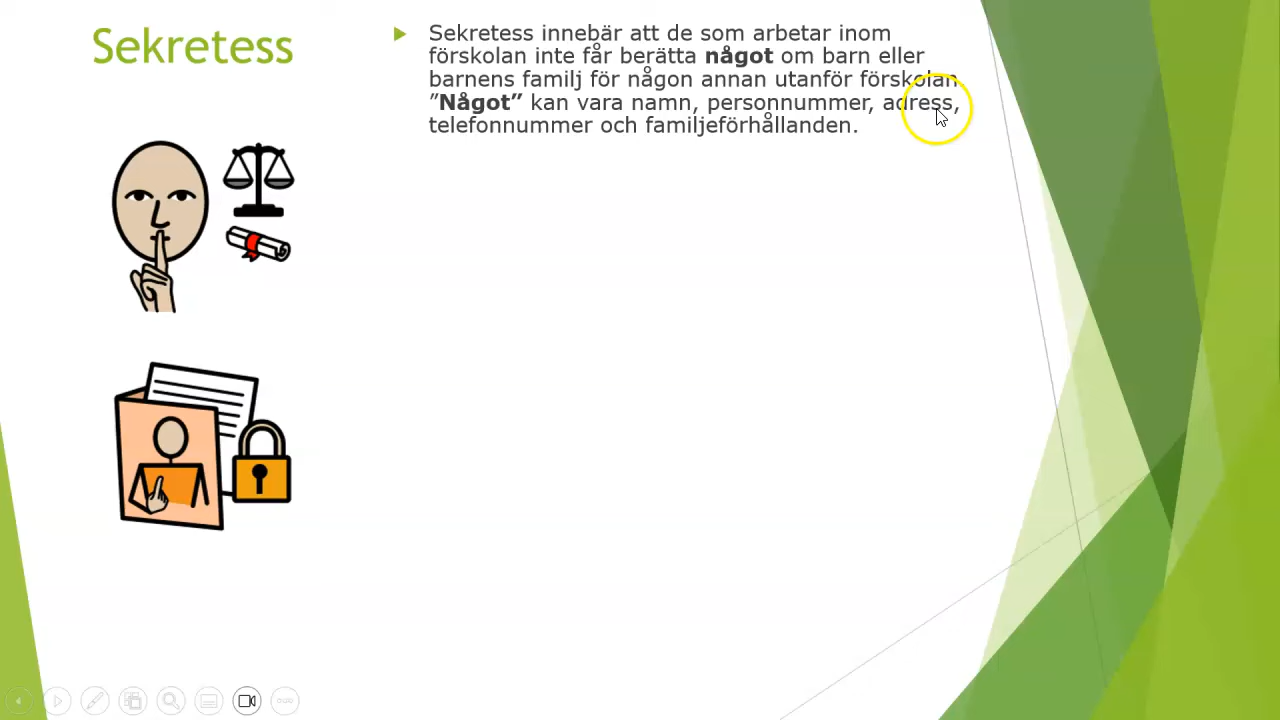 Sekretess
Sekretess innebär att de som arbetar inom
förskolan inte får berätta något om barn eller
barnens familj för någon annan utanför förskolan
”Något” kan vara namn, personnummer, adress,
telefonnummer och familjeförhållanden.